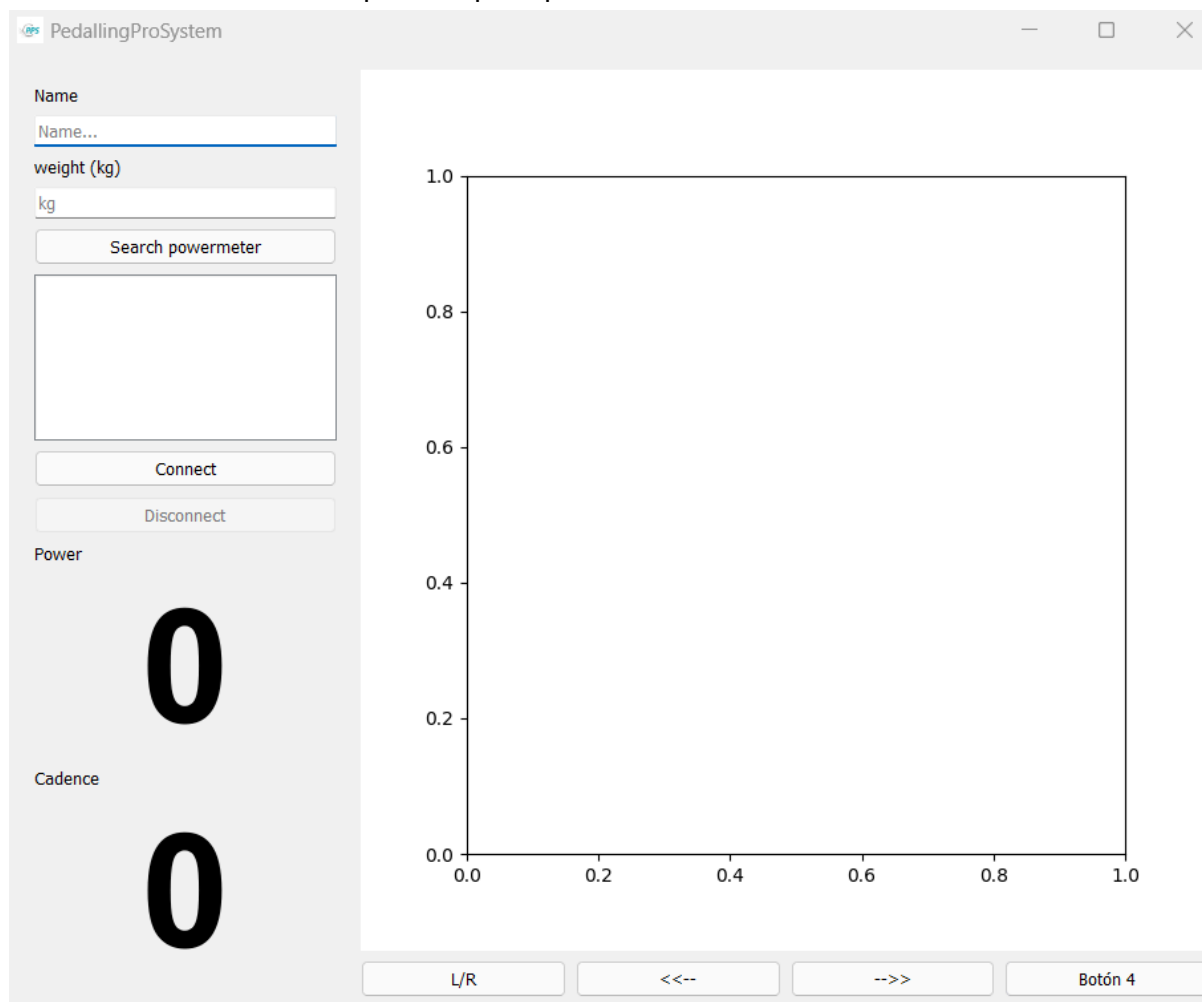 PedallingProSystem
PPS
Name
Name...
weight (kg)
kg
Search powermeter
Connect
Disconnect
Power
0
Cadence
0
1.0
0.8
0.6
0.4
0.2
0.0
0.0 0.2 0.4 0.6 0.8 1.0
L/R <<-- -->> Botón 4